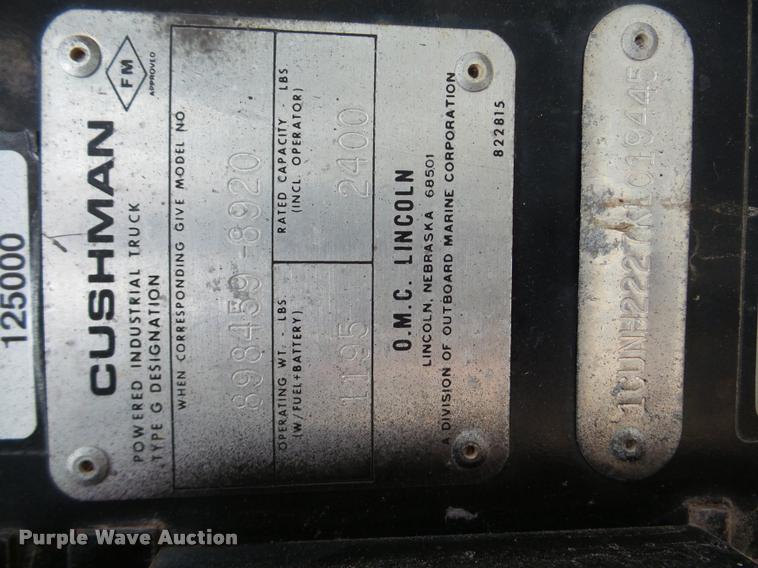 125000
CUSHMAN
FM
APPROVED
POWERED INDUSTRIAL TRUCK
TYPE G DESIGNATION
WHEN CORRESPONDING GIVE MODEL NO.
898459-8920
OPERATING WT. - LBS.
(W/FUEL+BATTERY)
1195
RATED CAPACITY - LBS
(INCL. OPERATOR)
2400
O.M.C. LINCOLN
LINCOLN, NEBRASKA 68501
A DIVISION OF OUTBOARD MARINE CORPORATION
822815
Purple Wave Auction